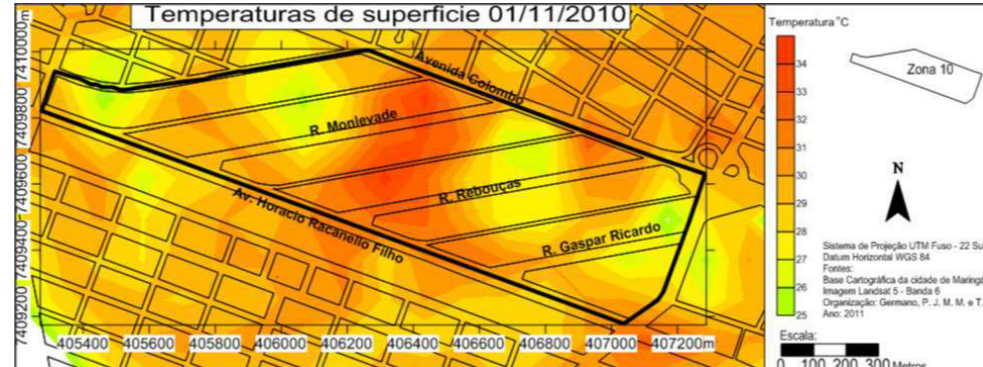 Temperaturas de superfície 01/11/2010
7410000m
7409800
7409600
7409400
7409200
Avenida Colombo
R. Monlevade
R. Rebouças
Av. Horacio Racanello Filho
R. Gaspar Ricardo
405400 405600 405800 406000 406200 406400 406600 406800 407000 407200m
Temperatura °C
34
33
32
31
30
29
28
27
26
25
Zona 10
N
Sistema de Projeção UTM Fuso - 22 Su
Datum Horizontal WGS 84
Fontes:
Base Cartográfica da cidade de Maringá
Imagem Landsat 5 - Banda 6
Organização: Germano, P. J. M. M. e T.
Ano: 2011
Escala:
0 100 200 300 Metros